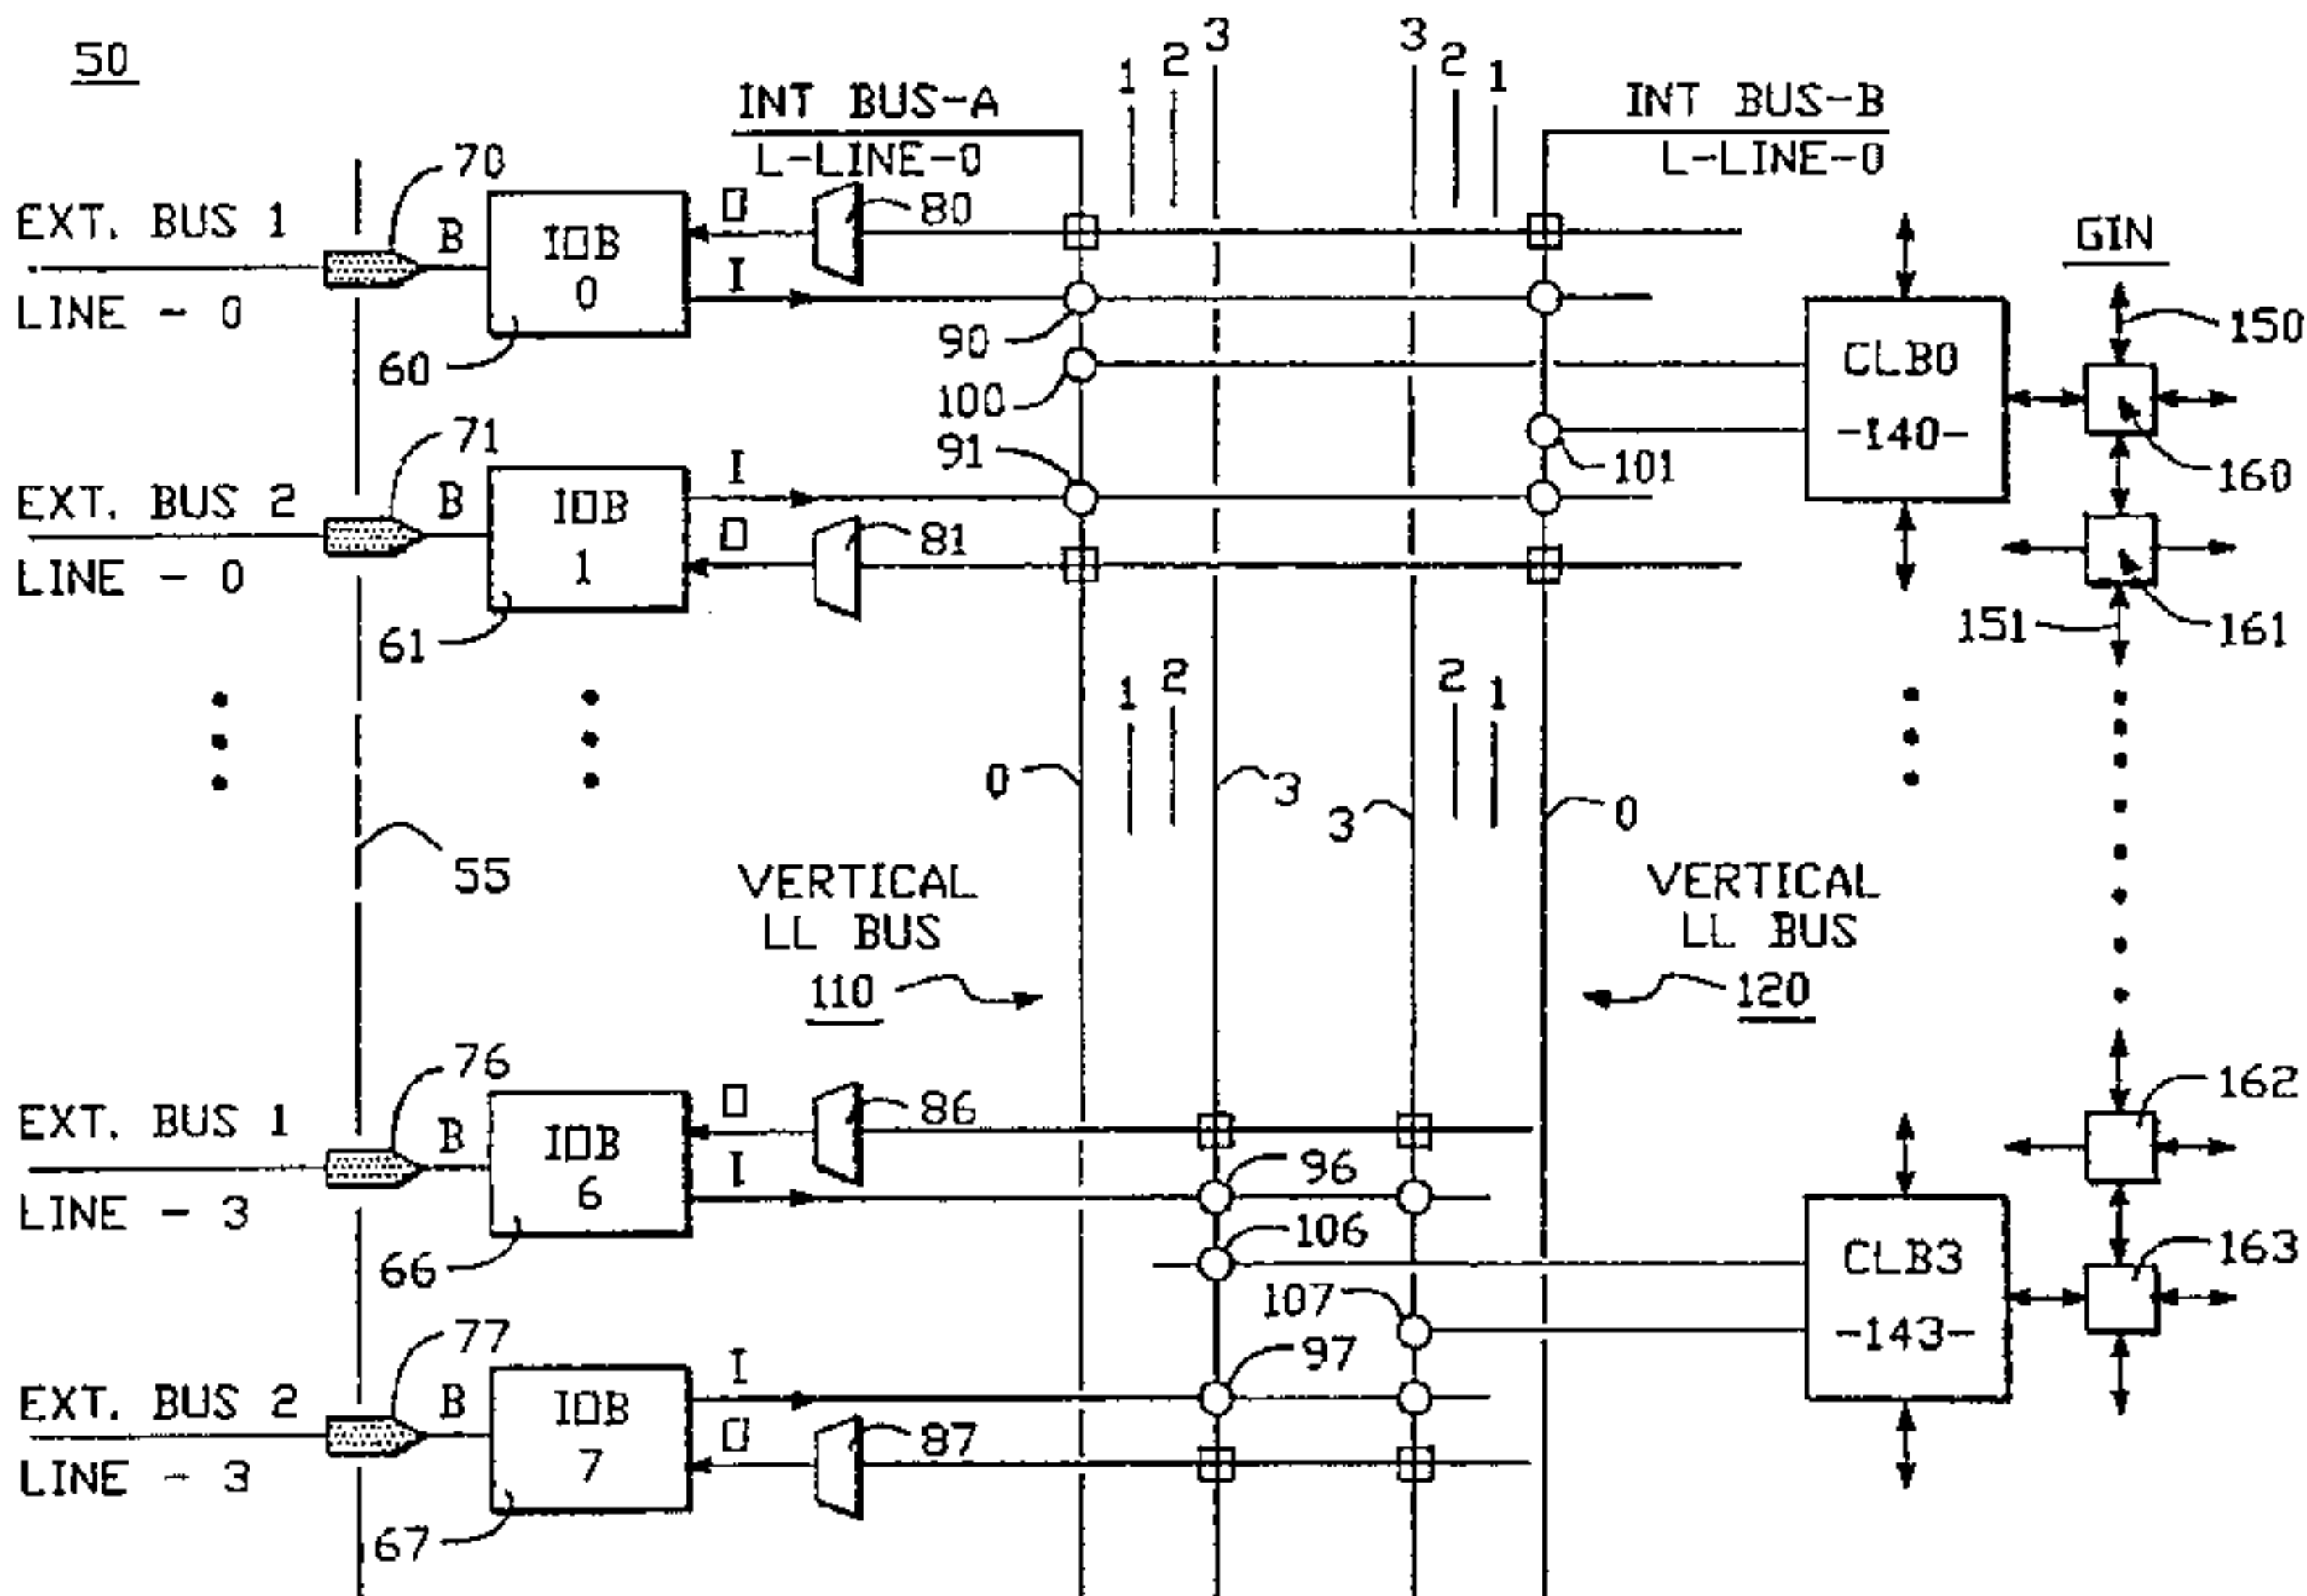 50
3
3
1
2
2
1
INT BUS-A
L-LINE-0
INT BUS-B
L-LINE-0
EXT. BUS 1
LINE - 0
70
B
IOB
0
60
O
I
80
90
100
GIN
150
CLB0
-140-
160
101
EXT. BUS 2
LINE - 0
71
B
IOB
1
61
I
O
81
91
151
161
1
2
2
1
0
3
3
0
55
VERTICAL
LL BUS
110
VERTICAL
LL BUS
120
EXT. BUS 1
LINE - 3
76
B
IOB
6
66
O
I
86
96
106
162
CLB3
-143-
163
107
EXT. BUS 2
LINE - 3
77
B
IOB
7
67
I
O
87
97